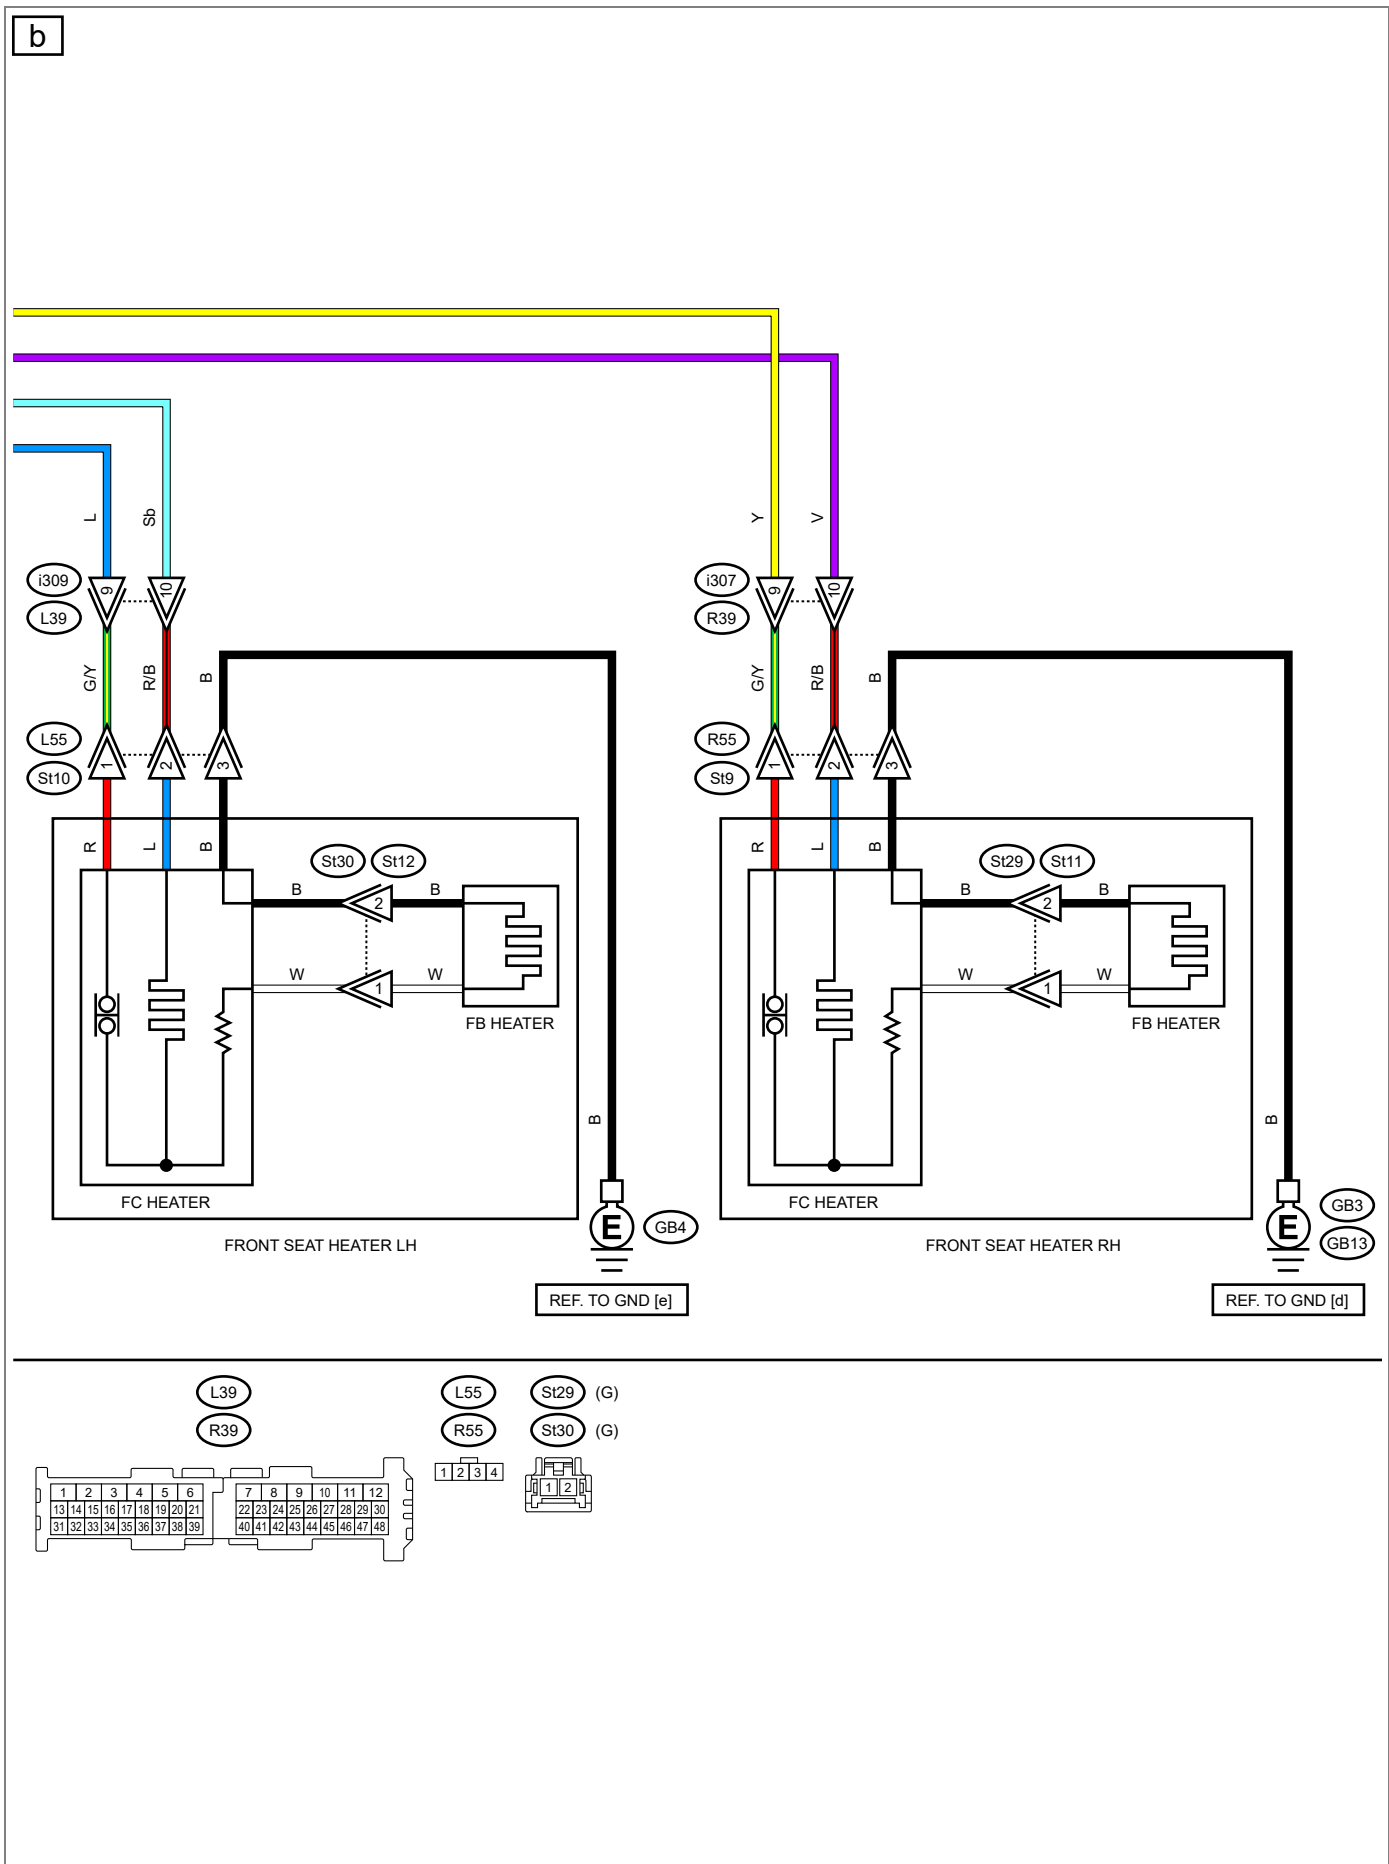 b
L
Sb
Y
V
i309
9
10
i307
9
10
L39
R39
G/Y
R/B
B
G/Y
R/B
B
L55
R55
St10
1
2
3
St9
1
2
3
R
L
B
St30
St12
R
L
B
St29
St11
B
2
B
B
2
B
W
1
W
W
1
W
FB HEATER
FB HEATER
B
B
FC HEATER
FC HEATER
E
GB4
E
GB3
GB13
FRONT SEAT HEATER LH
FRONT SEAT HEATER RH
REF. TO GND [e]
REF. TO GND [d]
L39
L55
St29 (G)
R39
R55
St30 (G)
1 2 3 4 5 6 7 8 9 10 11 12
13 14 15 16 17 18 19 20 21 22 23 24 25 26 27 28 29 30
31 32 33 34 35 36 37 38 39 40 41 42 43 44 45 46 47 48
1 2 3 4
1 2